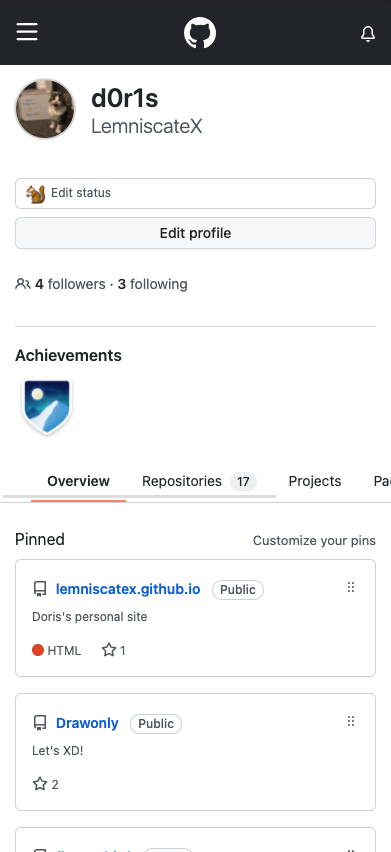 d0r1s
LemniscateX
Edit status
Edit profile
4 followers · 3 following
Achievements
Overview Repositories 17 Projects Pa
Pinned Customize your pins
lemniscatex.github.io Public
Doris's personal site
HTML 1
Drawonly Public
Let's XD!
2